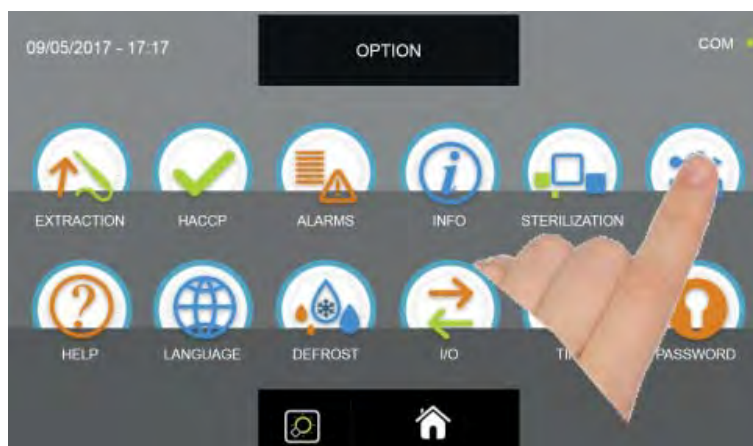 09/05/2017 - 17:17 OPTION COM
EXTRACTION HACCP ALARMS INFO STERILIZATION
HELP LANGUAGE DEFROST I/O PASSWORD